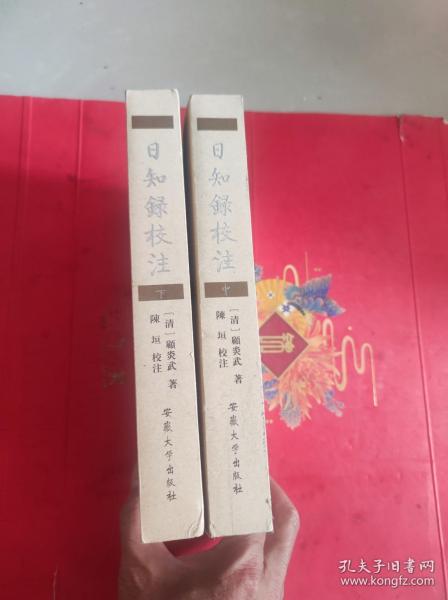 日知録校注
下
〔清〕顧炎武 著
陳垣 校注
安徽大学出版社
日知録校注
中
〔清〕顧炎武 著
陳垣 校注
安徽大学出版社
孔夫子旧书网
www.kongfz.com